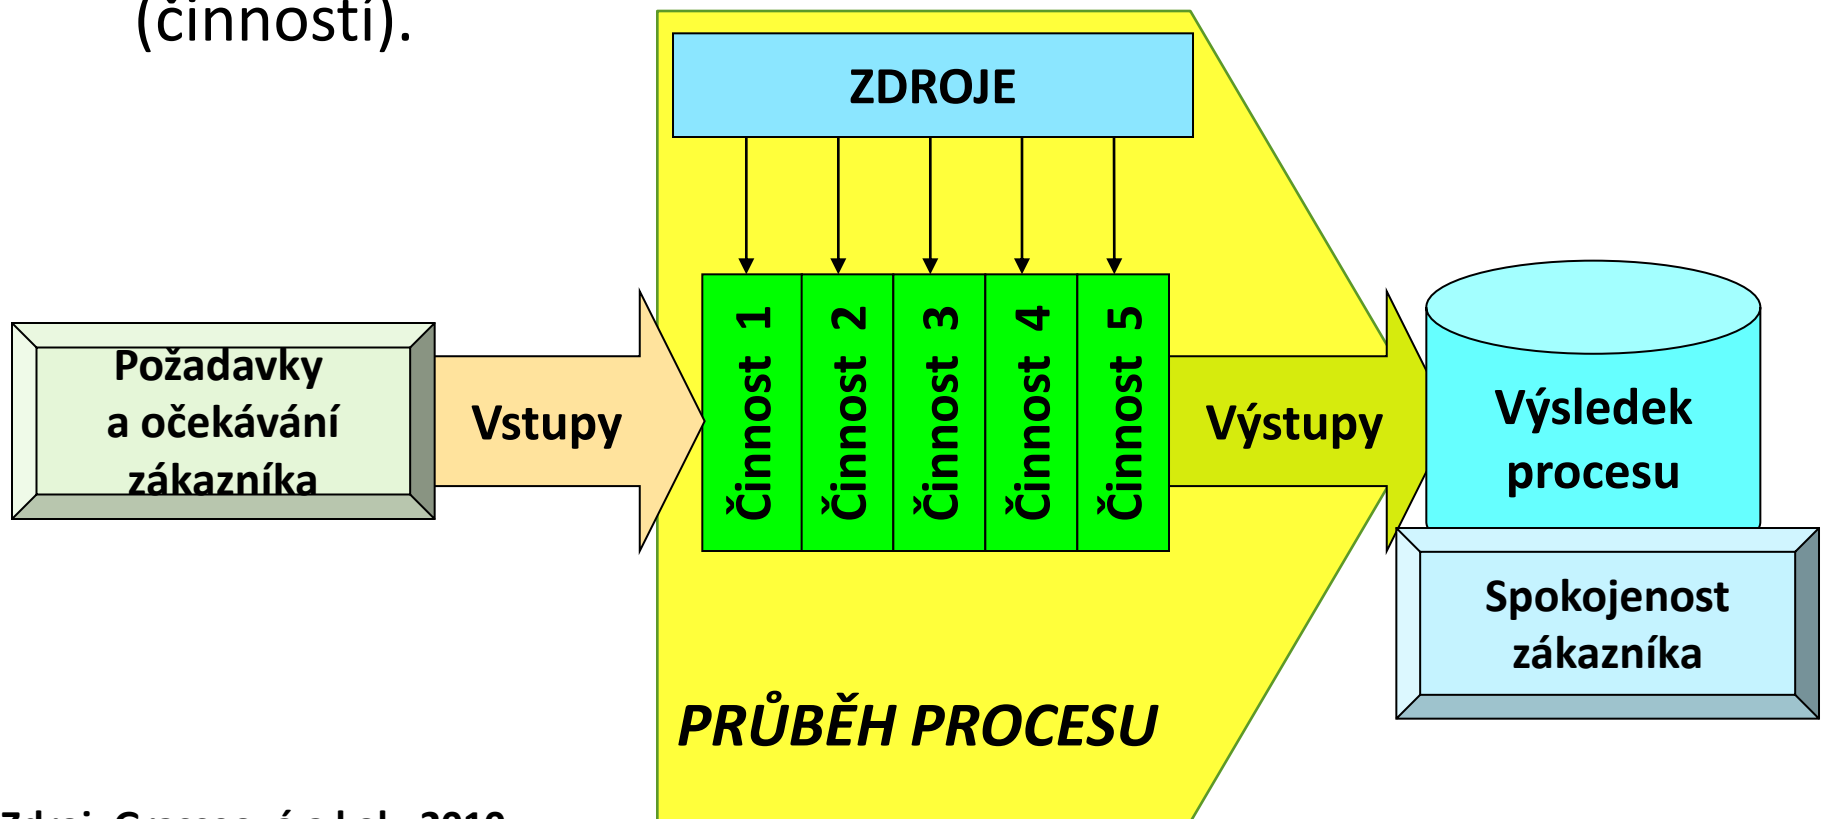 (činností).
ZDROJE
Požadavky
a očekávání
zákazníka
Vstupy
Činnost 1
Činnost 2
Činnost 3
Činnost 4
Činnost 5
Výstupy
Výsledek
procesu
Spokojenost
zákazníka
PRŮBĚH PROCESU
2010